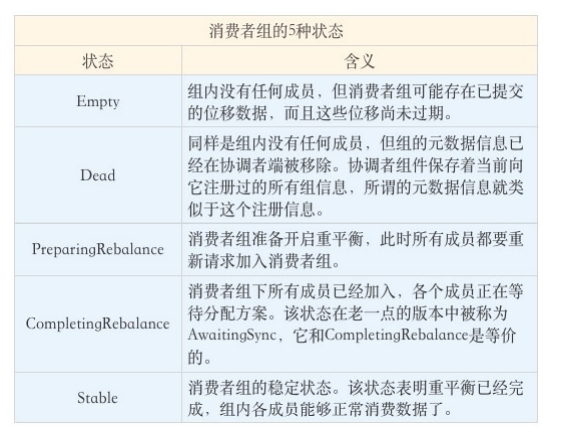 消费者组的5种状态
状态
含义
Empty
组内没有任何成员，但消费者组可能存在已提交
的位移数据，而且这些位移尚未过期。
Dead
同样是组内没有任何成员，但组的元数据信息已
经在协调者端被移除。协调者组件保存着当前向
它注册过的所有组信息，所谓的元数据信息就类
似于这个注册信息。
PreparingRebalance
消费者组准备开启重平衡，此时所有成员都要重
新请求加入消费者组。
CompletingRebalance
消费者组下所有成员已经加入，各个成员正在等
待分配方案。该状态在老一点的版本中被称为
AwaitingSync，它和CompletingRebalance是等价
的。
Stable
消费者组的稳定状态。该状态表明重平衡已经完
成，组内各成员能够正常消费数据了。